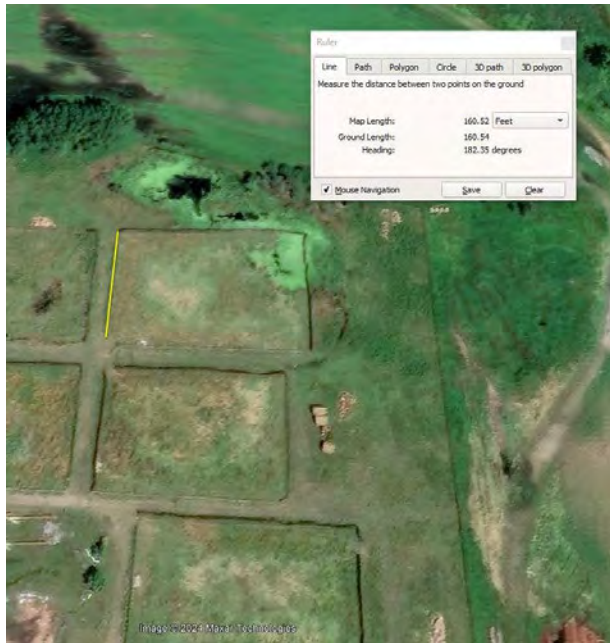 Ruler
Line Path Polygon Circle 3D path 3D polygon
Measure the distance between two points on the ground
Map Length: 160.52 Feet
Ground Length: 160.54
Heading: 182.35 degrees
Mouse Navigation Save Clear
Image © 2024 Maxar Technologies